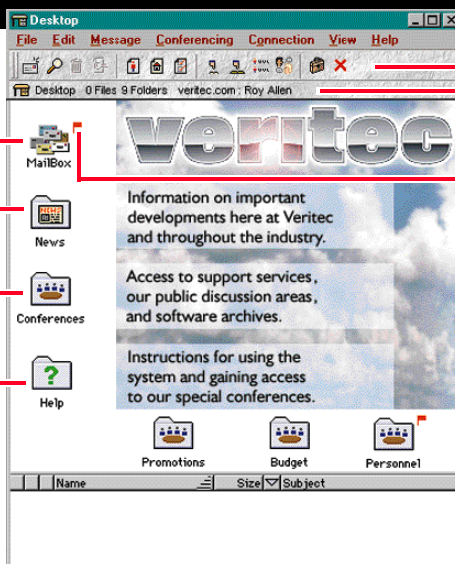 Desktop
File Edit Message Conferencing Connection View Help
Desktop 0 Files 9 Folders veritec.com : Roy Allen
veritec
MailBox
Information on important
developments here at Veritec
and throughout the industry.
NEWS
News
Access to support services,
our public discussion areas,
and software archives.
Conferences
Instructions for using the
system and gaining access
to our special conferences.
?
Help
Promotions Budget Personnel
Name Size Subject